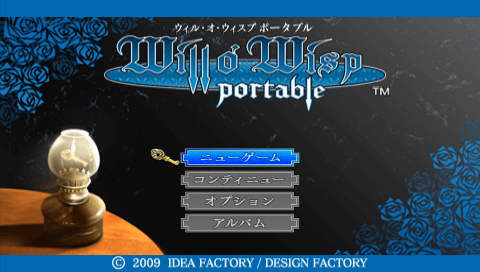 ウィル・オ・ウィスプ ポータブル
Will o' Wisp
portable ™
ニューゲーム
コンティニュー
オプション
アルバム
© 2009 IDEA FACTORY / DESIGN FACTORY